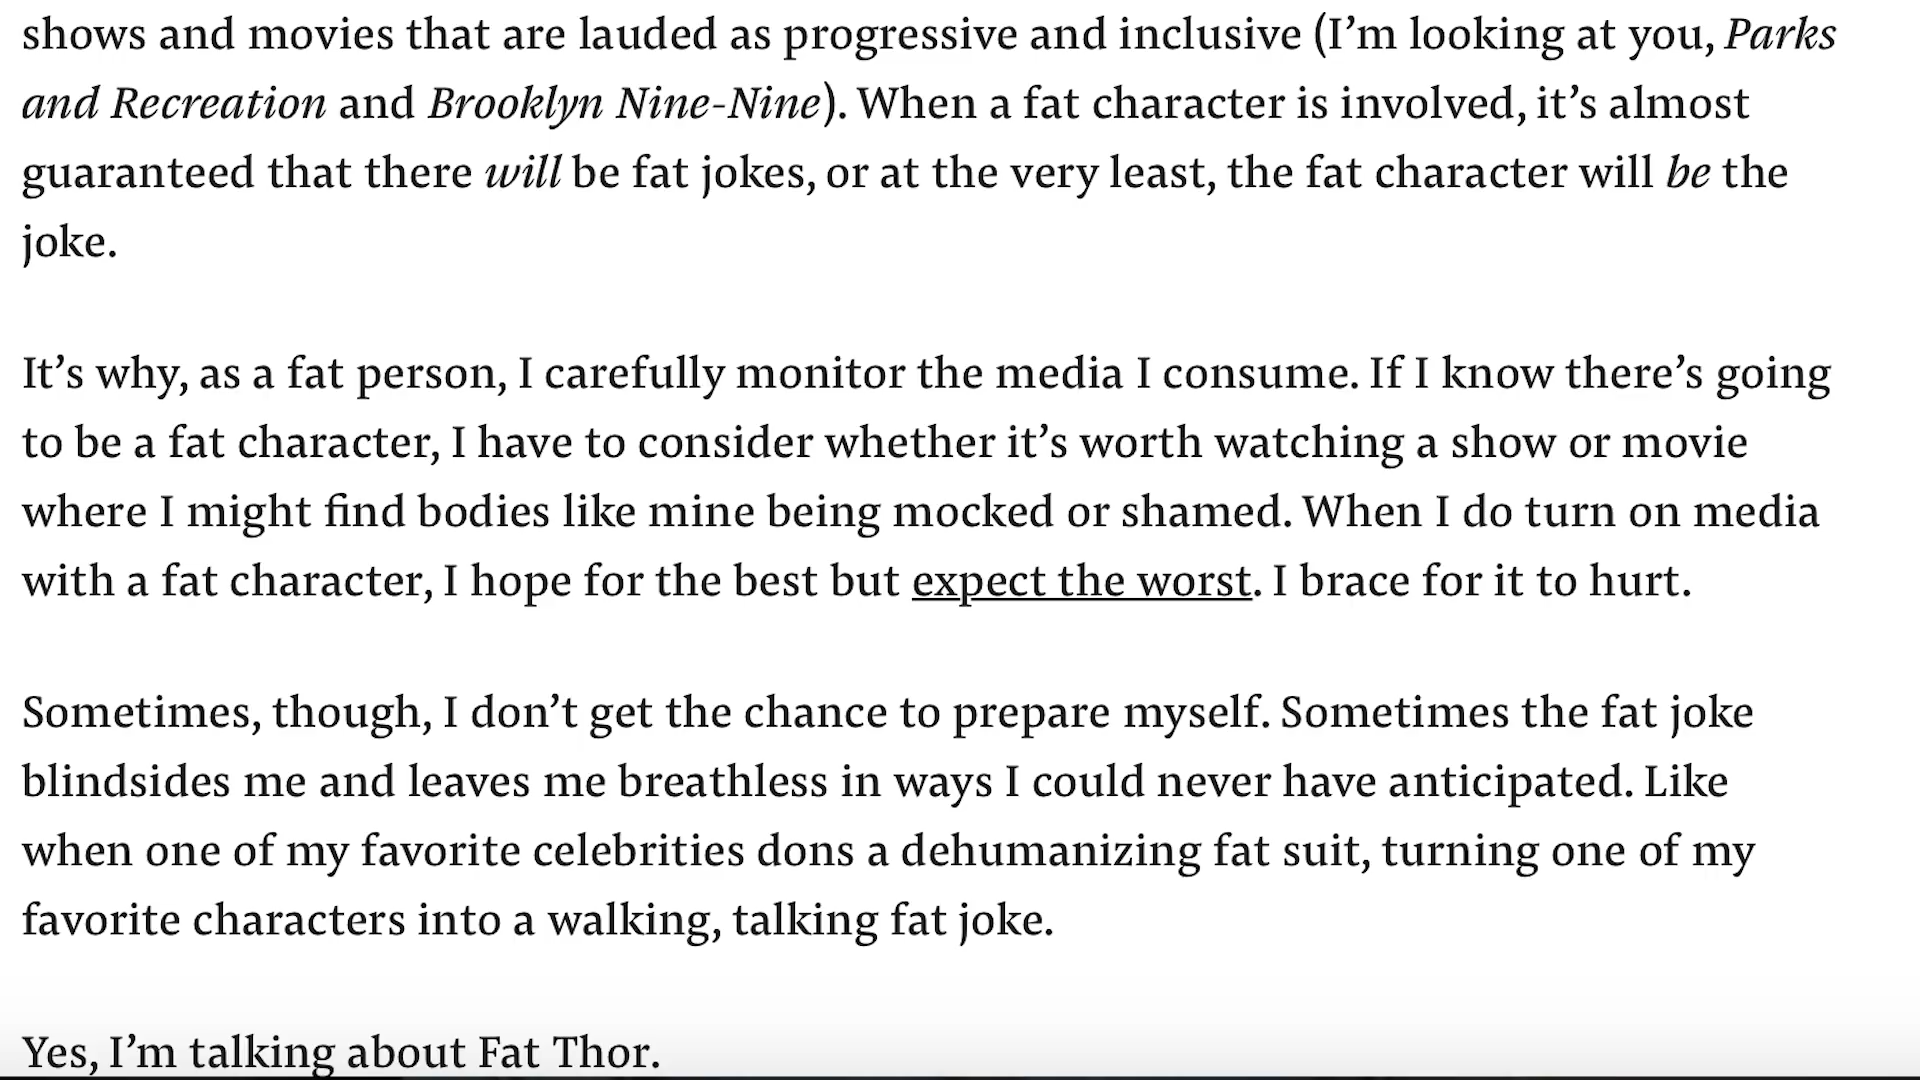 shows and movies that are lauded as progressive and inclusive (I’m looking at you, Parks
and Recreation and Brooklyn Nine-Nine). When a fat character is involved, it’s almost
guaranteed that there will be fat jokes, or at the very least, the fat character will be the
joke.
It’s why, as a fat person, I carefully monitor the media I consume. If I know there’s going
to be a fat character, I have to consider whether it’s worth watching a show or movie
where I might find bodies like mine being mocked or shamed. When I do turn on media
with a fat character, I hope for the best but expect the worst. I brace for it to hurt.
Sometimes, though, I don’t get the chance to prepare myself. Sometimes the fat joke
blindsides me and leaves me breathless in ways I could never have anticipated. Like
when one of my favorite celebrities dons a dehumanizing fat suit, turning one of my
favorite characters into a walking, talking fat joke.
Yes, I’m talking about Fat Thor.